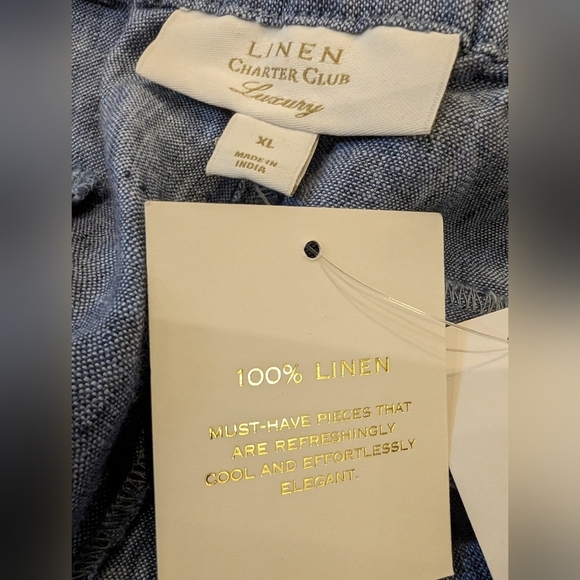 LINEN
CHARTER CLUB
Luxury
XL
MADE IN
INDIA
100% LINEN
MUST-HAVE PIECES THAT
ARE REFRESHINGLY
COOL AND EFFORTLESSLY
ELEGANT.